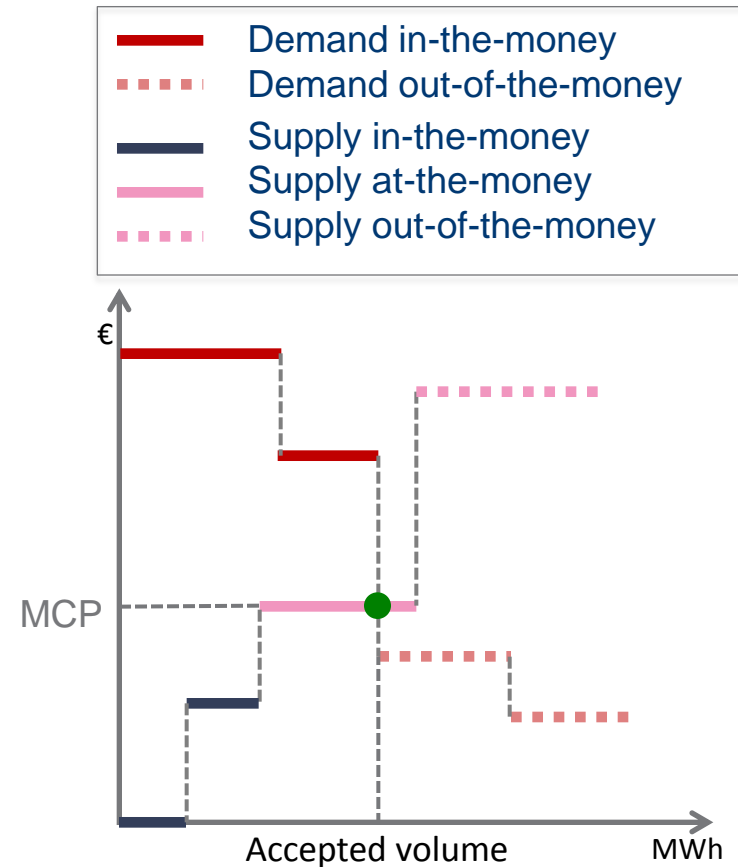 Demand in-the-money
Demand out-of-the-money
Supply in-the-money
Supply at-the-money
Supply out-of-the-money
€
MCP
Accepted volume
MWh